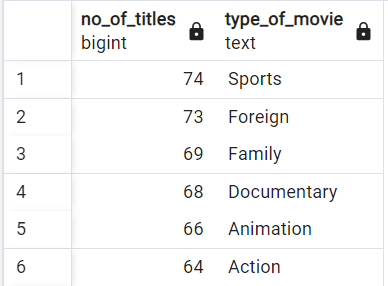 no_of_titles type_of_movie
bigint text
1 74 Sports
2 73 Foreign
3 69 Family
4 68 Documentary
5 66 Animation
6 64 Action